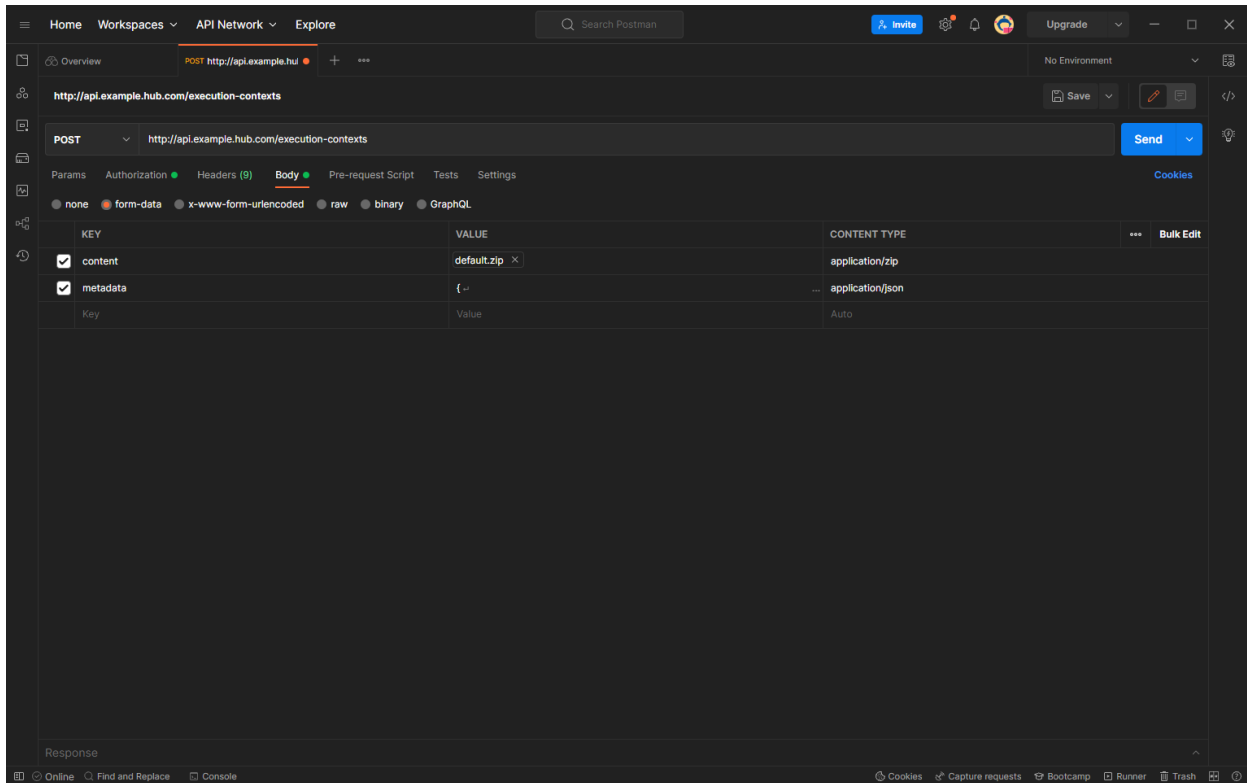 Home Workspaces API Network Explore Search Postman Invite Upgrade
Overview POST http://api.example.hul No Environment
http://api.example.hub.com/execution-contexts Save </>
POST http://api.example.hub.com/execution-contexts Send
Params Authorization Headers (9) Body Pre-request Script Tests Settings Cookies
none form-data x-www-form-urlencoded raw binary GraphQL
KEY VALUE CONTENT TYPE ••• Bulk Edit
content default.zip × application/zip
metadata { ↵ ... application/json
Key Value Auto
Response
Online Find and Replace Console Cookies Capture requests Bootcamp Runner Trash